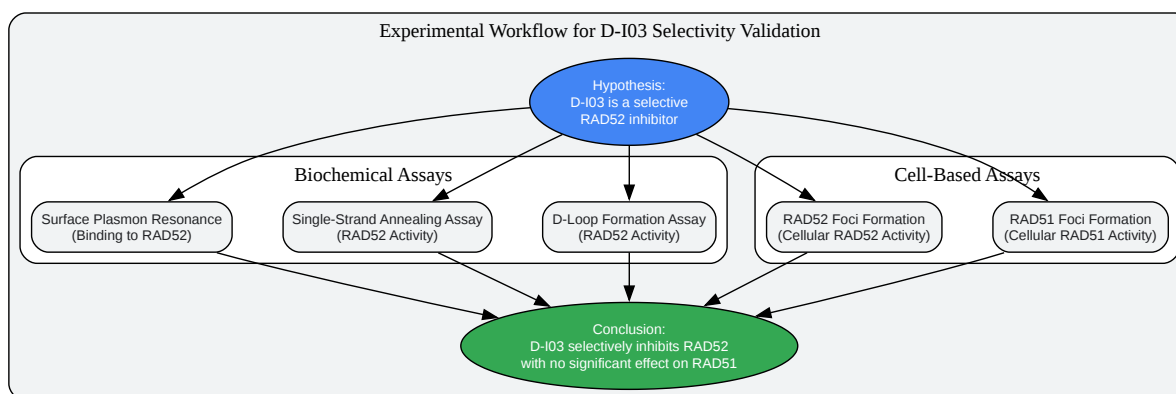 Experimental Workflow for D-I03 Selectivity Validation
Hypothesis:
D-I03 is a selective
RAD52 inhibitor
Biochemical Assays
Cell-Based Assays
Surface Plasmon Resonance
(Binding to RAD52)
Single-Strand Annealing Assay
(RAD52 Activity)
D-Loop Formation Assay
(RAD52 Activity)
RAD52 Foci Formation
(Cellular RAD52 Activity)
RAD51 Foci Formation
(Cellular RAD51 Activity)
Conclusion:
D-I03 selectively inhibits RAD52
with no significant effect on RAD51